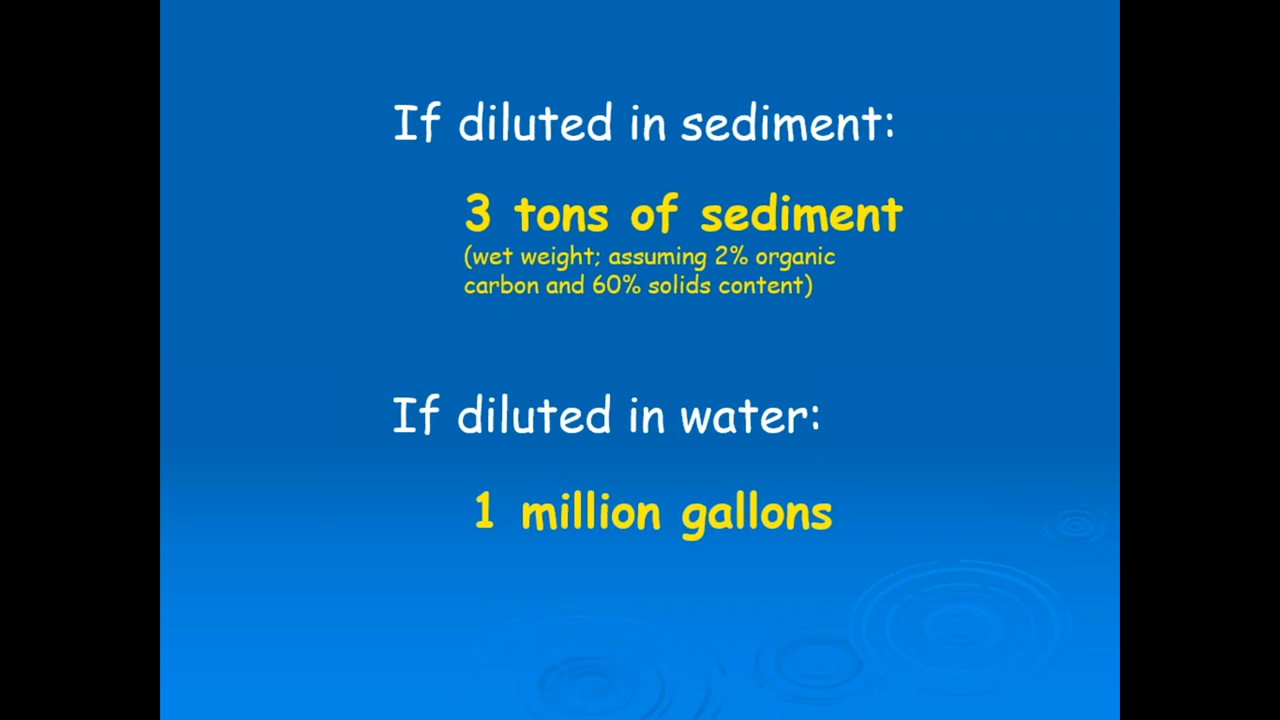 If diluted in sediment:
3 tons of sediment
(wet weight; assuming 2% organic
carbon and 60% solids content)
If diluted in water:
1 million gallons